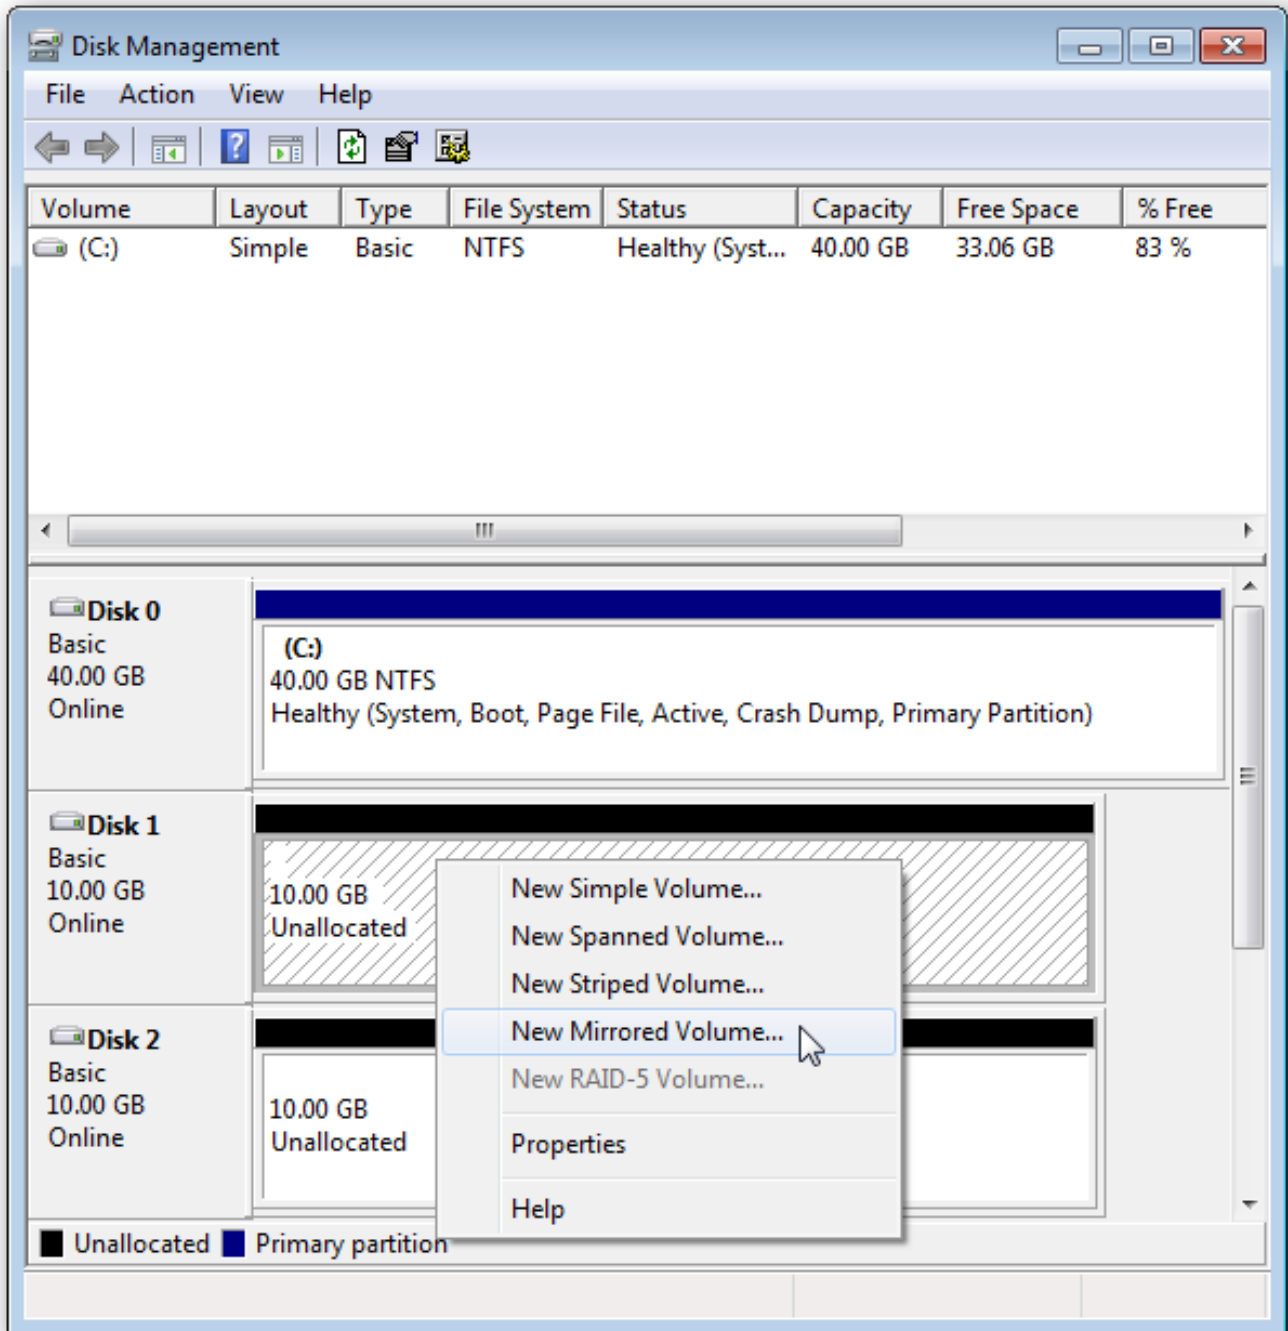 Disk Management
File Action View Help
Volume Layout Type File System Status Capacity Free Space % Free
(C:) Simple Basic NTFS Healthy (Syst... 40.00 GB 33.06 GB 83 %
Disk 0
Basic
40.00 GB
Online
(C:)
40.00 GB NTFS
Healthy (System, Boot, Page File, Active, Crash Dump, Primary Partition)
Disk 1
Basic
10.00 GB
Online
10.00 GB
Unallocated
New Simple Volume...
New Spanned Volume...
New Striped Volume...
New Mirrored Volume...
New RAID-5 Volume...
Properties
Help
Disk 2
Basic
10.00 GB
Online
10.00 GB
Unallocated
Unallocated Primary partition